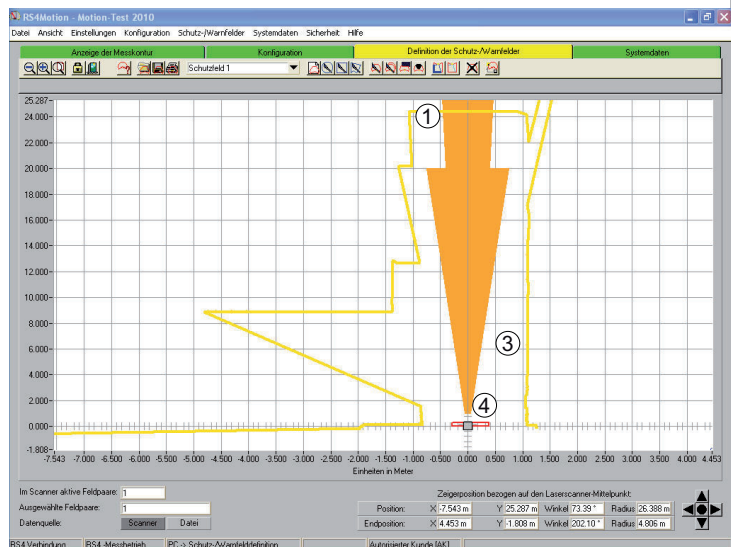 RS4Motion - Motion-Test 2010
Datei Ansicht Einstellungen Konfiguration Schutz-/Warnfelder Systemdaten Sicherheit Hilfe
Anzeige der Messkontur Konfiguration Definition der Schutz-/Warnfelder Systemdaten
Schutzfeld 1
25.287
24.000
22.000
20.000
18.000
16.000
14.000
12.000
10.000
8.000
6.000
4.000
2.000
0.000
-1.808
1
3
4
-7.543 -7.000 -6.500 -6.000 -5.500 -5.000 -4.500 -4.000 -3.500 -3.000 -2.500 -2.000 -1.500 -1.000 -0.500 0.000 0.500 1.000 1.500 2.000 2.500 3.000 3.500 4.000 4.453
Einheiten in Meter
Im Scanner aktive Feldpaare: 1
Ausgewählte Feldpaare: 1
Datenquelle: Scanner Datei
Zeigerposition bezogen auf den Laserscanner-Mittelpunkt:
Position: X -7.543 m Y 25.287 m Winkel 73.39 ° Radius 26.388 m
Endposition: X 4.453 m Y -1.808 m Winkel 202.10 ° Radius 4.806 m
RS4 Verbindung RS4 -Messbetrieb PC -> Schutz-/Warnfelddefinition Autorisierter Kunde [AK]